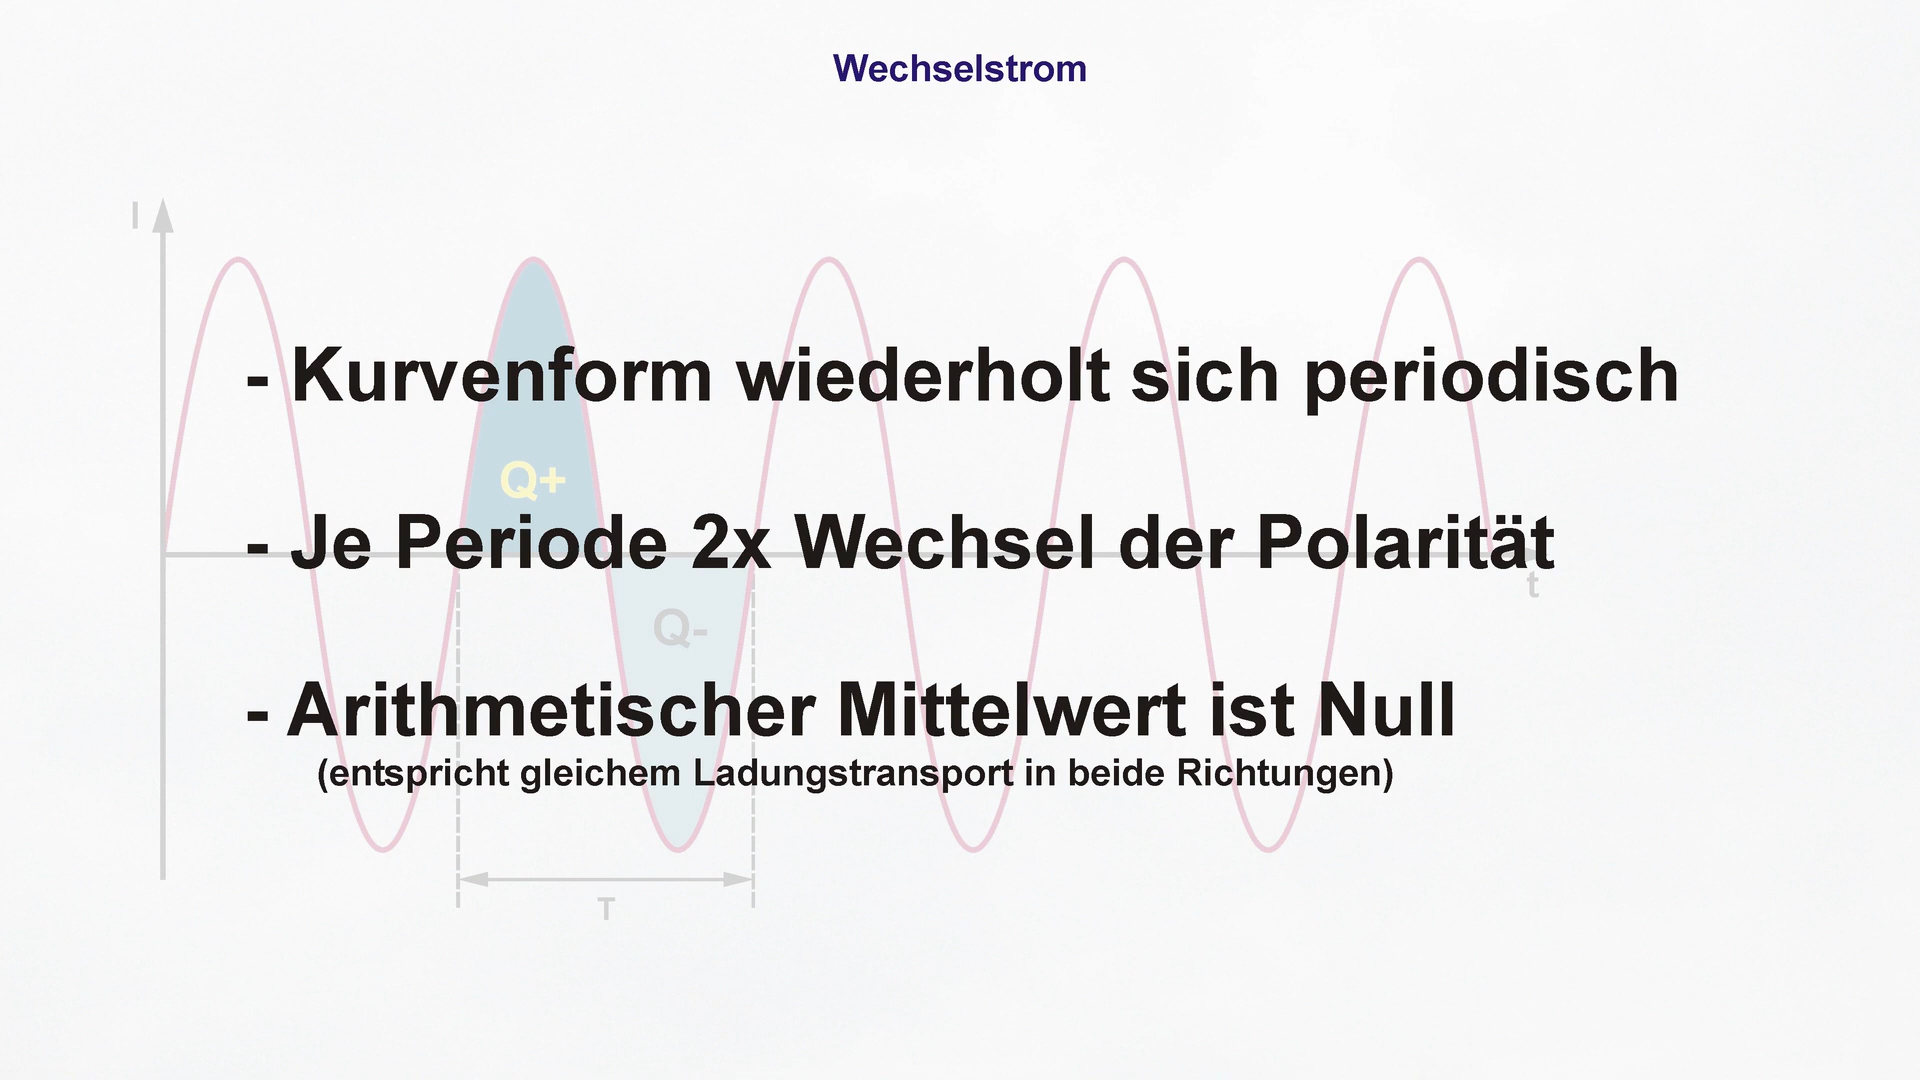 Wechselstrom
I
- Kurvenform wiederholt sich periodisch
Q+
- Je Periode 2x Wechsel der Polarität
t
Q-
- Arithmetischer Mittelwert ist Null
(entspricht gleichem Ladungstransport in beide Richtungen)
T